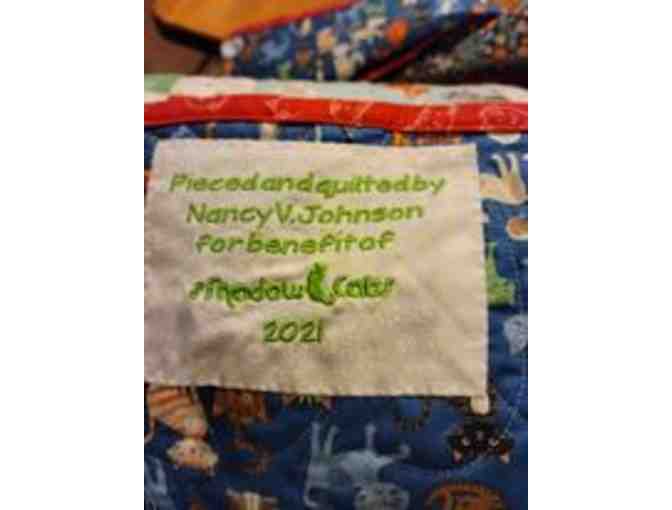 Pieced and quilted by
Nancy V. Johnson
for benefit of
Shadow Cats
2021